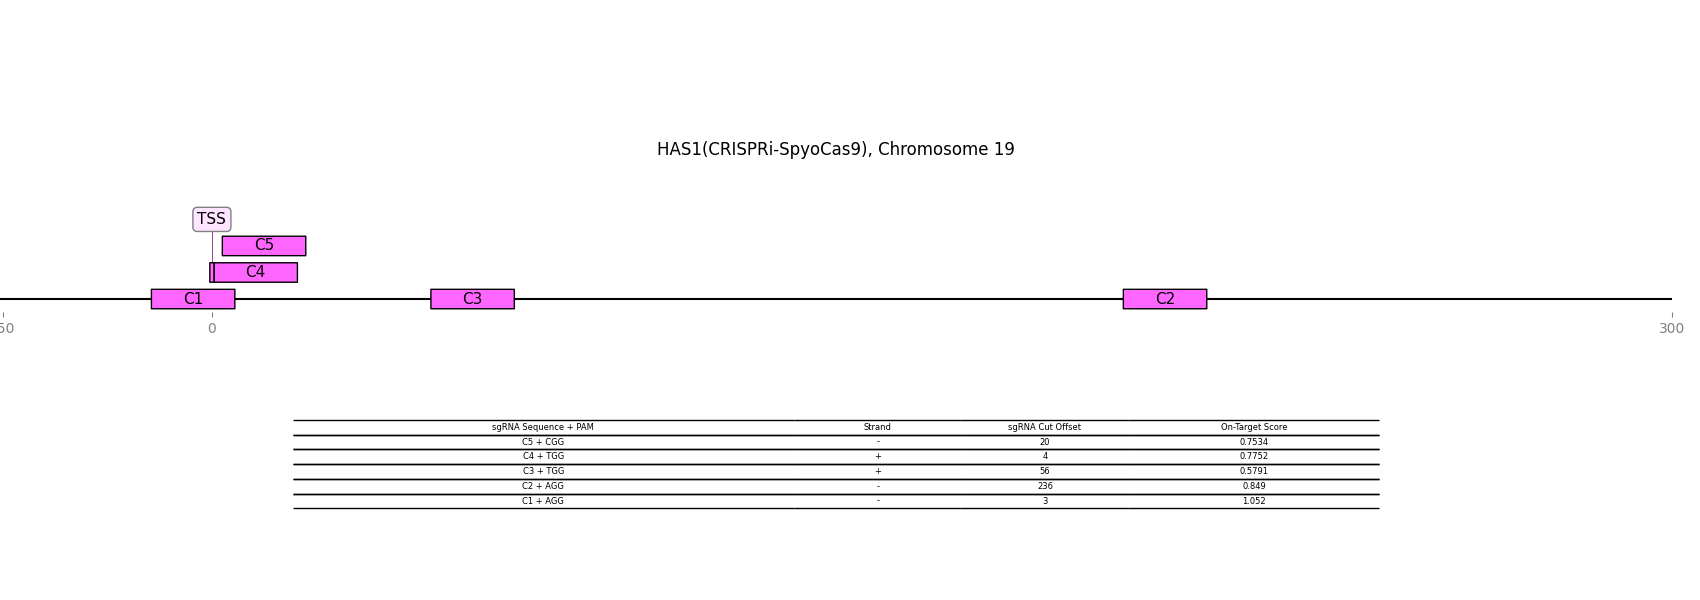 HAS1(CRISPRi-SpyoCas9), Chromosome 19
TSS
C5
C4
C1
C3
C2
50
0
300
sgRNA Sequence + PAM Strand sgRNA Cut Offset On-Target Score
C5 + CGG - 20 0.7534
C4 + TGG + 4 0.7752
C3 + TGG + 56 0.5791
C2 + AGG - 236 0.849
C1 + AGG - 3 1.052